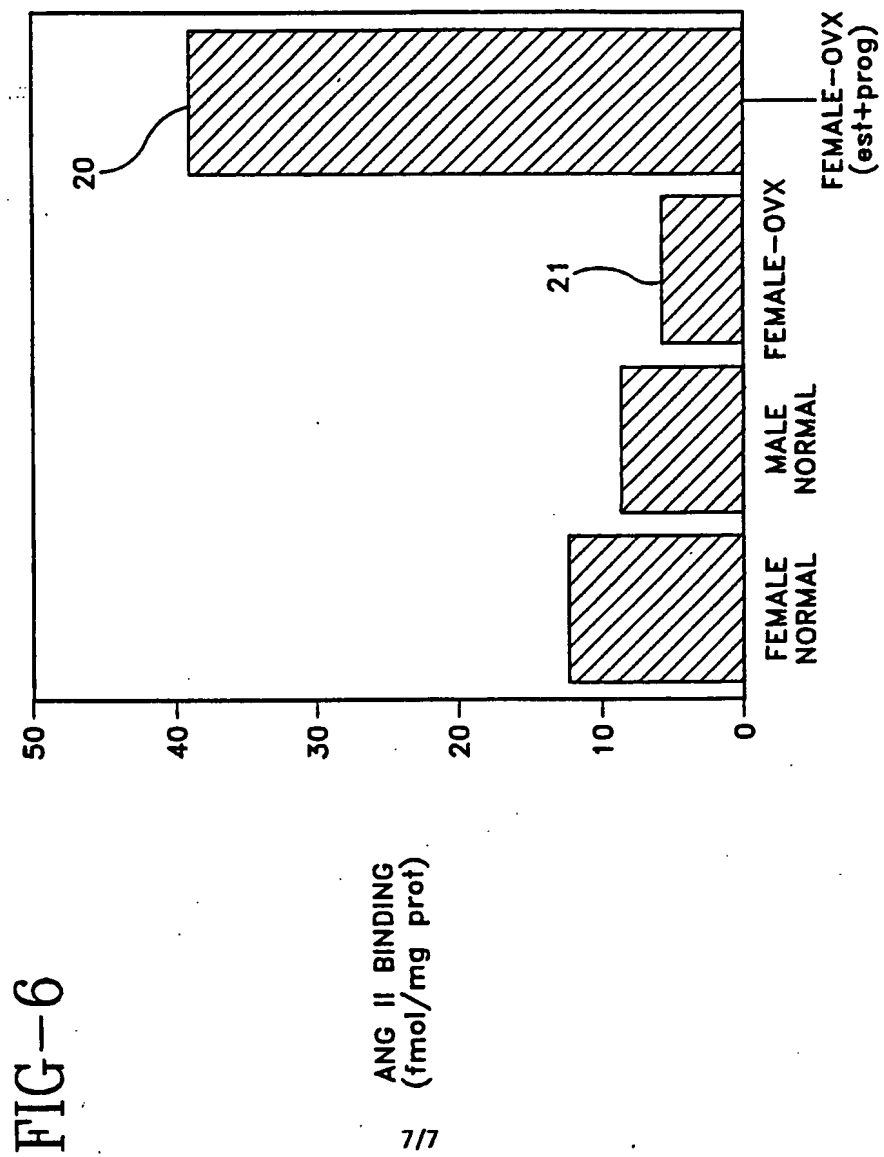 FIG-6
ANG II BINDING
(fmol/mg prot)
50
40
30
20
10
0
20
21
FEMALE
NORMAL
MALE
NORMAL
FEMALE-OVX
FEMALE-OVX
(est+prog)
7/7